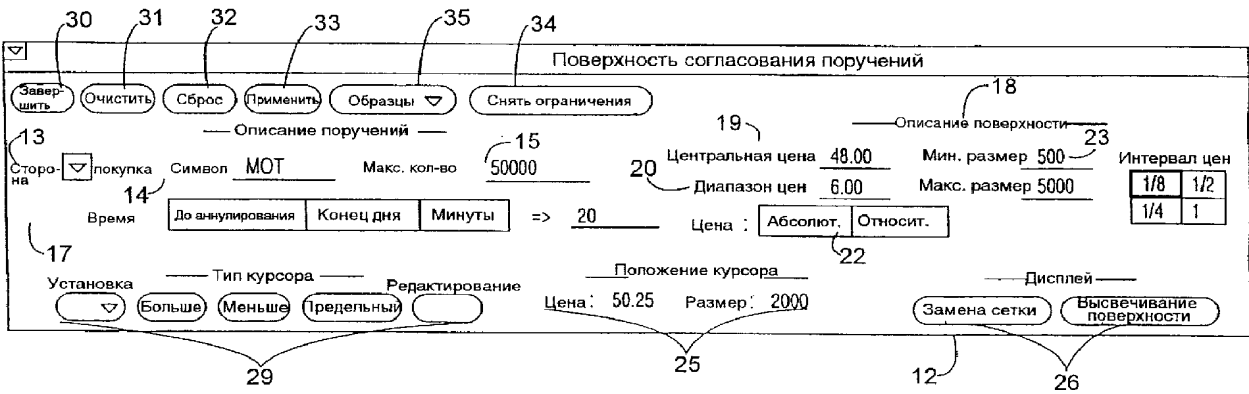 30 31 32 33 35 34
Поверхность согласования поручений
Завер-
шить Очистить Сброс Применить Образцы Снять ограничения
18
Описание поручений Описание поверхности
13 15 19 23
Сторо-
на покупка Символ MOT Макс. кол-во 50000 Центральная цена 48.00 Мин. размер 500 Интервал цен
14 20 Диапазон цен 6.00 Макс. размер 5000 1/8 1/2
Время До аннулирования Конец дня Минуты => 20 Цена : Абсолют. Относит. 1/4 1
17 22
Тип курсора Положение курсора Дисплей
Установка Больше Меньше Предельный Редактирование Цена: 50.25 Размер: 2000 Замена сетки Высвечивание
поверхности
29 25 12 26